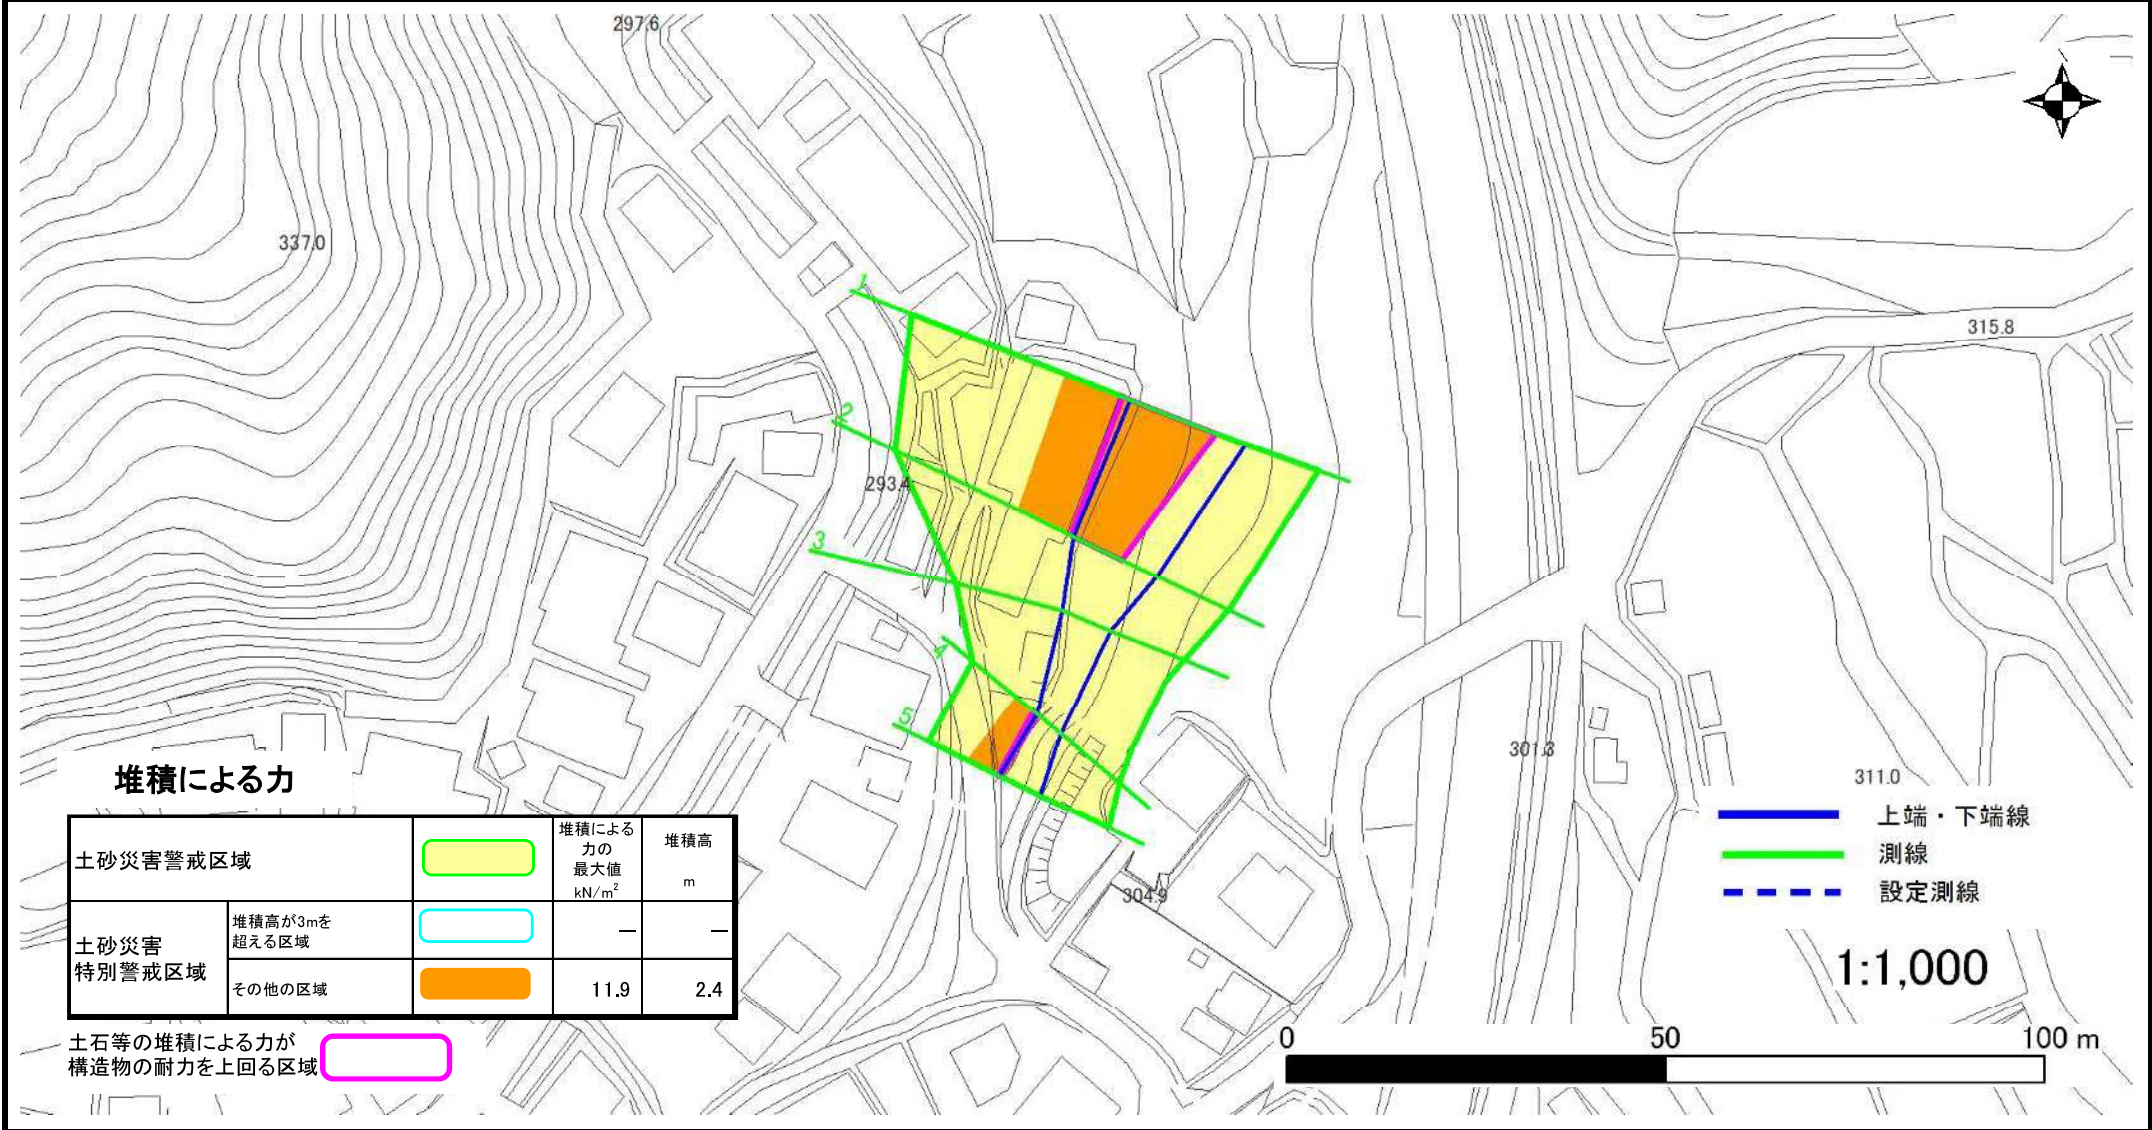 297.6
337.0
315.8
1
2
293.4
3
4
5
301.3
311.0
304.9
堆積による力
土砂災害警戒区域
堆積による
力の
最大値
kN/m²
堆積高
m
土砂災害
特別警戒区域
堆積高が3mを
超える区域
—
—
その他の区域
11.9
2.4
土石等の堆積による力が
構造物の耐力を上回る区域
上端・下端線
測線
設定測線
1:1,000
0
50
100 m